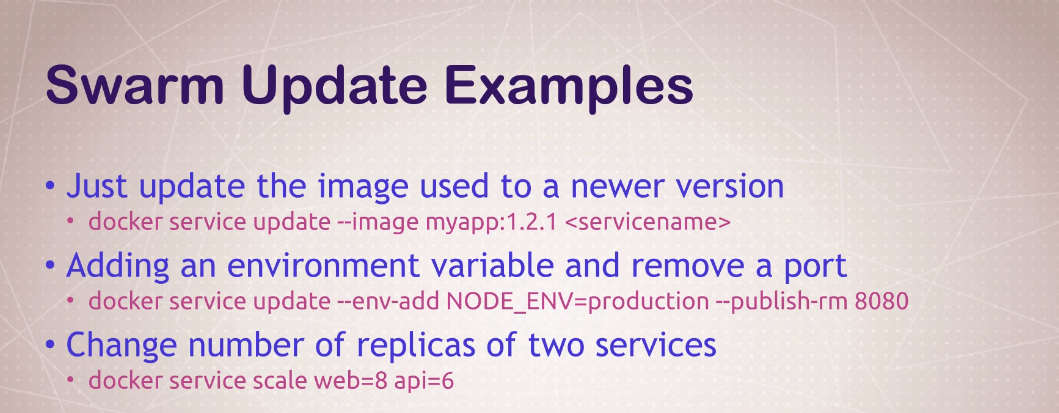 Swarm Update Examples
• Just update the image used to a newer version
• docker service update --image myapp:1.2.1 <servicename>
• Adding an environment variable and remove a port
• docker service update --env-add NODE_ENV=production --publish-rm 8080
• Change number of replicas of two services
• docker service scale web=8 api=6